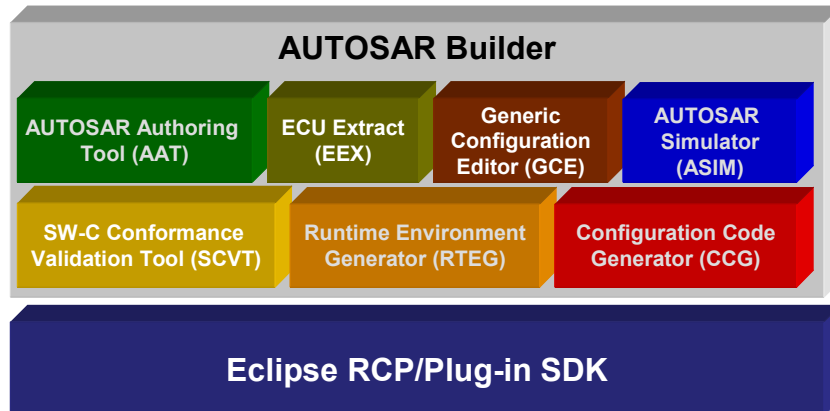 AUTOSAR Builder
AUTOSAR Authoring
Tool (AAT)
ECU Extract
(EEX)
Generic
Configuration
Editor (GCE)
AUTOSAR
Simulator
(ASIM)
SW-C Conformance
Validation Tool (SCVT)
Runtime Environment
Generator (RTEG)
Configuration Code
Generator (CCG)
Eclipse RCP/Plug-in SDK